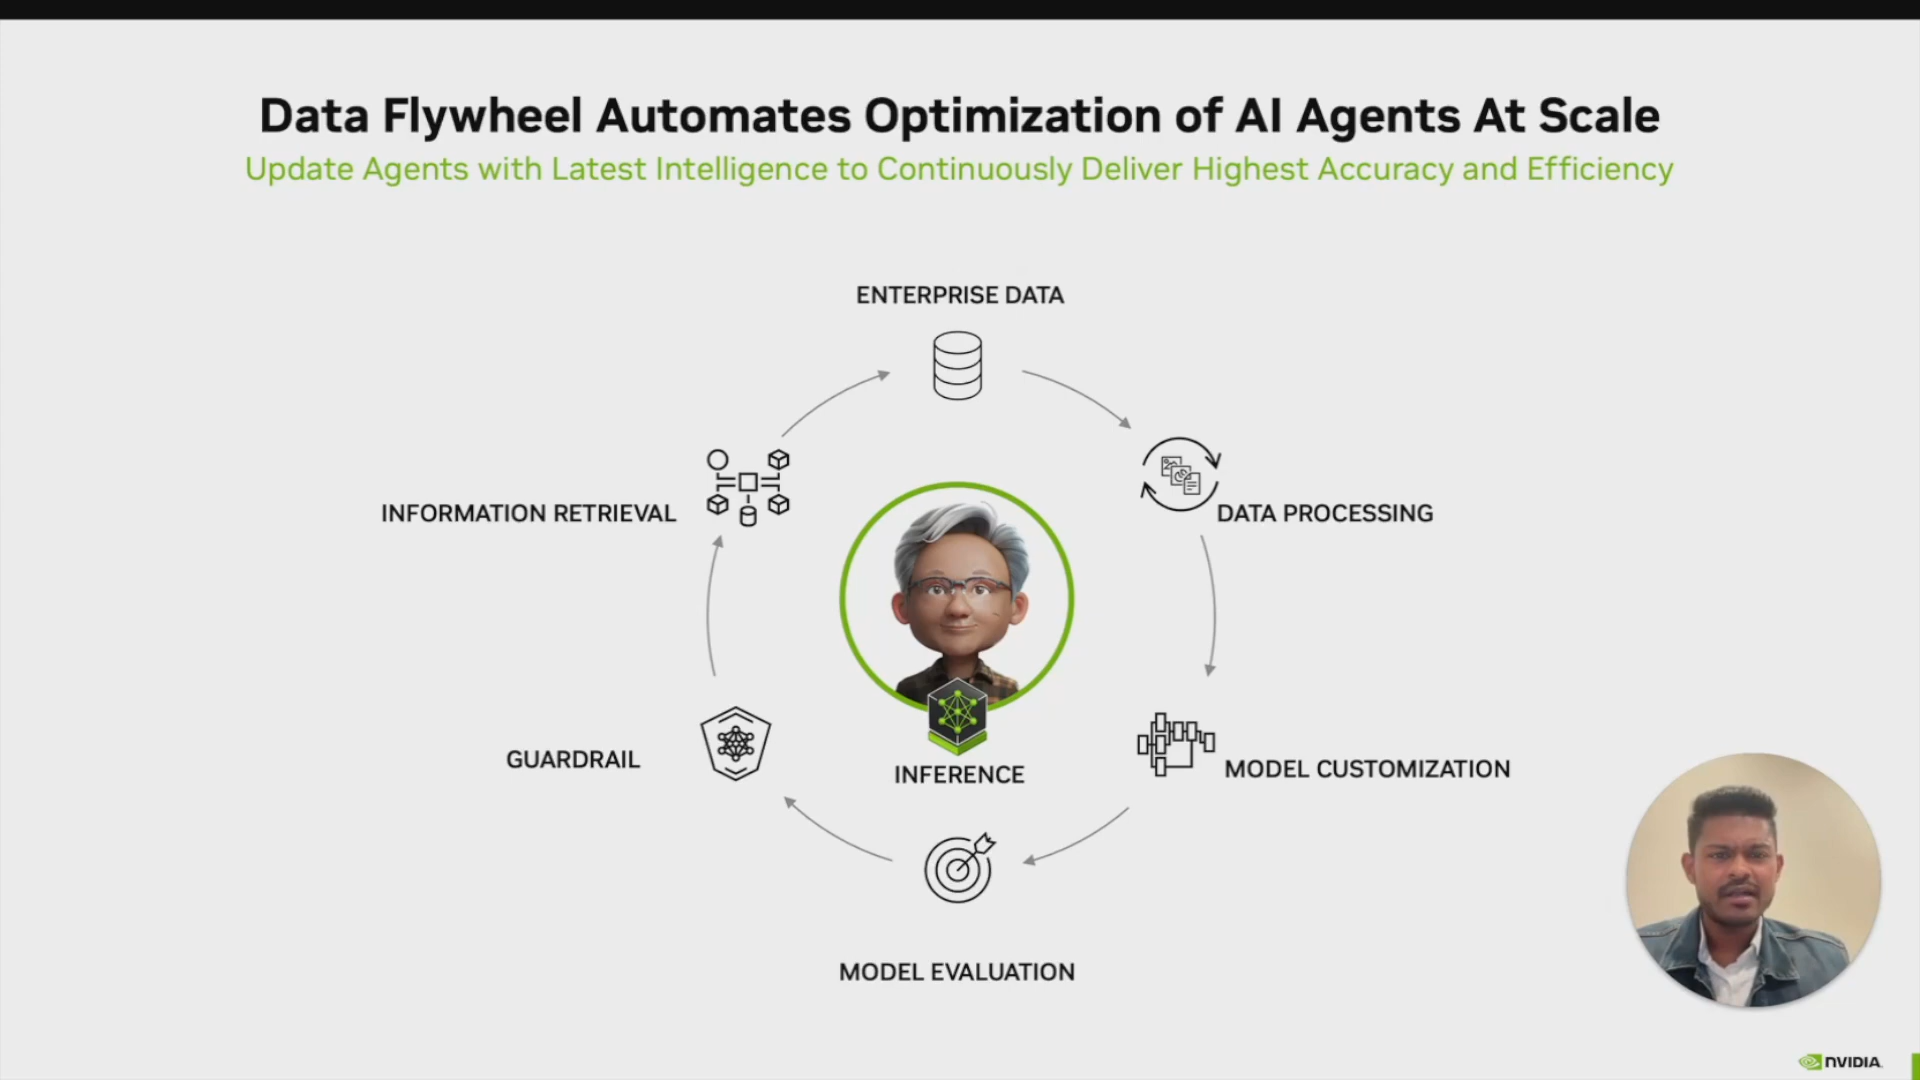 Data Flywheel Automates Optimization of AI Agents At Scale
Update Agents with Latest Intelligence to Continuously Deliver Highest Accuracy and Efficiency
ENTERPRISE DATA
INFORMATION RETRIEVAL
DATA PROCESSING
GUARDRAIL
INFERENCE
MODEL CUSTOMIZATION
MODEL EVALUATION
NVIDIA